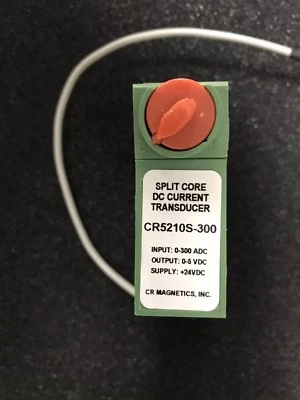 SPLIT CORE
DC CURRENT
TRANSDUCER
CR5210S-300
INPUT: 0-300 ADC
OUTPUT: 0-5 VDC
SUPPLY: +24VDC
CR MAGNETICS, INC.